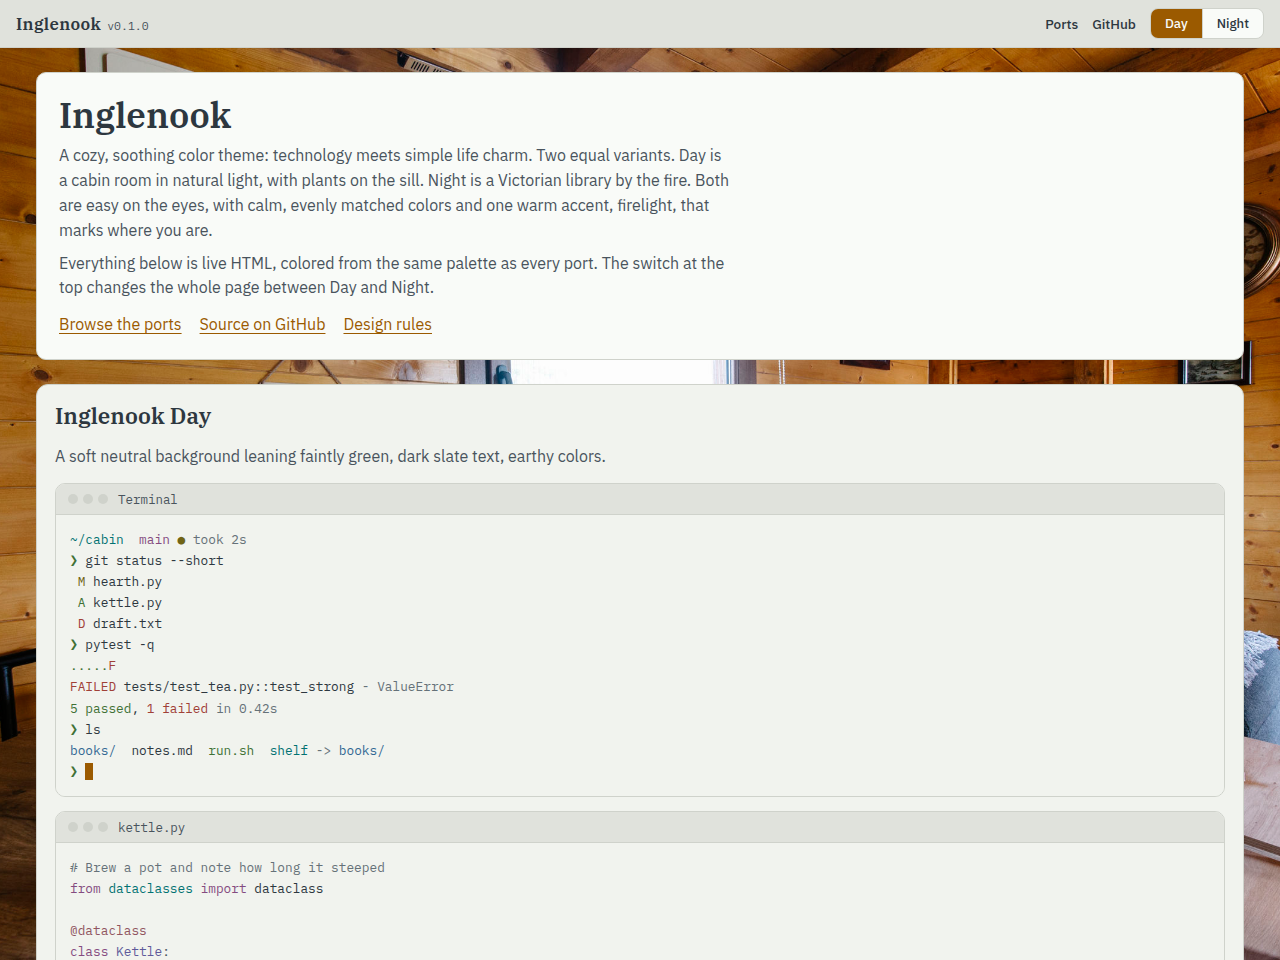 Inglenook v0.1.0
Ports GitHub Day Night
Inglenook
A cozy, soothing color theme: technology meets simple life charm. Two equal variants. Day is
a cabin room in natural light, with plants on the sill. Night is a Victorian library by the fire. Both
are easy on the eyes, with calm, evenly matched colors and one warm accent, firelight, that
marks where you are.
Everything below is live HTML, colored from the same palette as every port. The switch at the
top changes the whole page between Day and Night.
Browse the ports Source on GitHub Design rules
Inglenook Day
A soft neutral background leaning faintly green, dark slate text, earthy colors.
Terminal
~/cabin  main ● took 2s
❯ git status --short
 M hearth.py
 A kettle.py
 D draft.txt
❯ pytest -q
.....F
FAILED tests/test_tea.py::test_strong - ValueError
5 passed, 1 failed in 0.42s
❯ ls
books/  notes.md  run.sh  shelf -> books/
❯
kettle.py
# Brew a pot and note how long it steeped
from dataclasses import dataclass
@dataclass
class Kettle: